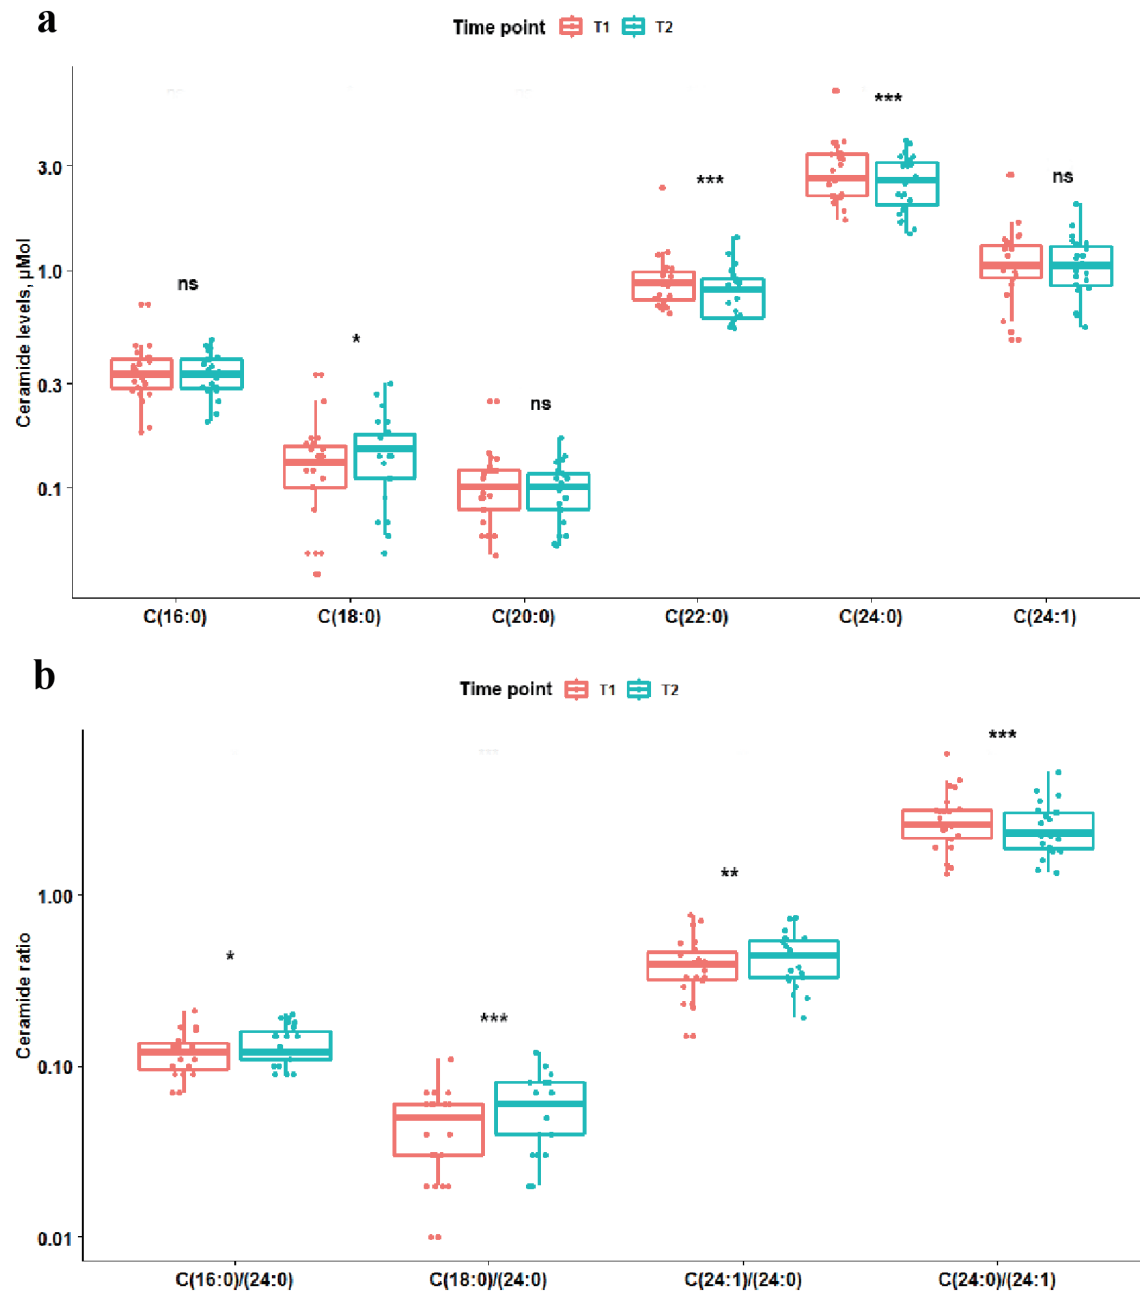 a
Time point T1 T2
***
3.0
***
ns
1.0
ns
*
0.3
ns
0.1
Ceramide levels, µMol
C(16:0) C(18:0) C(20:0) C(22:0) C(24:0) C(24:1)
b
Time point T1 T2
***
1.00
**
*
***
0.10
0.01
Ceramide ratio
C(16:0)/(24:0) C(18:0)/(24:0) C(24:1)/(24:0) C(24:0)/(24:1)